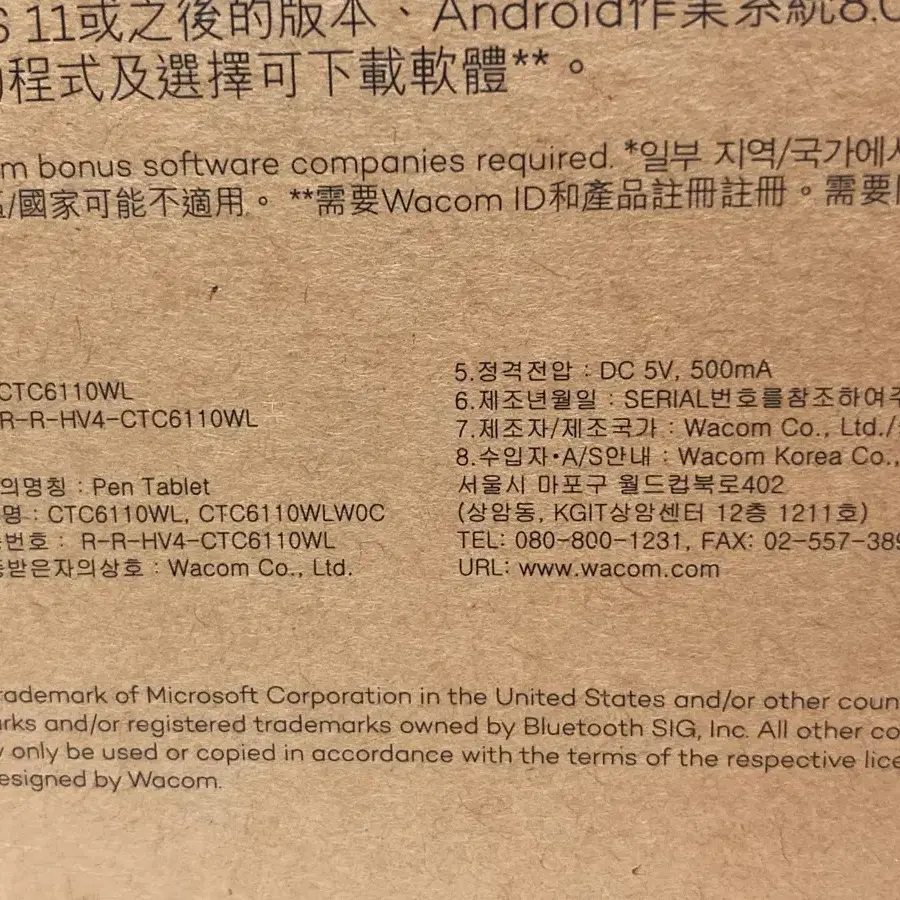 S 11或之後的版本、Android作業系統8.0
程式及選擇可下載軟體**。
m bonus software companies required. *일부 지역/국가에서
區/國家可能不適用。 **需要Wacom ID和產品註冊註冊。需要
CTC6110WL
R-R-HV4-CTC6110WL
의명칭 : Pen Tablet
명 : CTC6110WL, CTC6110WLW0C
번호 : R-R-HV4-CTC6110WL
받은자의상호 : Wacom Co., Ltd.
5.정격전압 : DC 5V, 500mA
6.제조년월일 : SERIAL번호를참조하여주
7.제조자/제조국가 : Wacom Co., Ltd./
8.수입자•A/S안내 : Wacom Korea Co.,
서울시 마포구 월드컵북로402
(상암동, KGIT상암센터 12층 1211호)
TEL: 080-800-1231, FAX: 02-557-389
URL: www.wacom.com
rademark of Microsoft Corporation in the United States and/or other coun
arks and/or registered trademarks owned by Bluetooth SIG, Inc. All other co
y only be used or copied in accordance with the terms of the respective lice
esigned by Wacom.